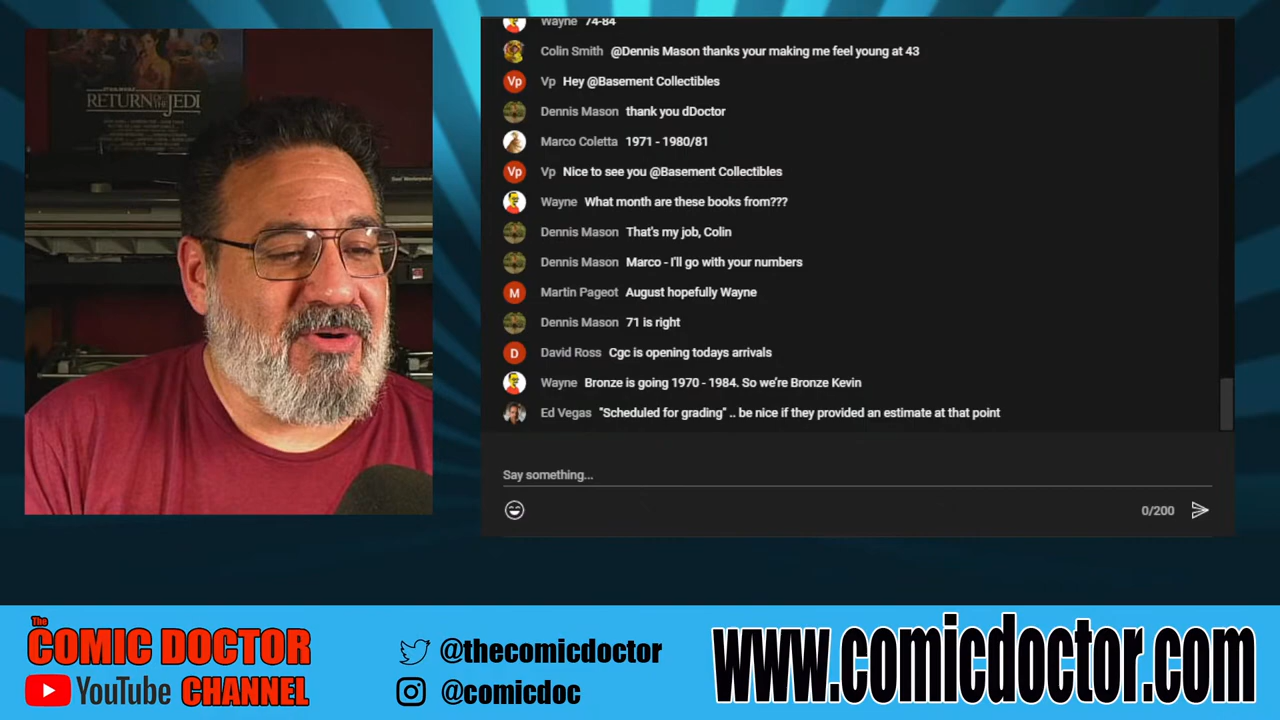 STAR WARS
RETURN OF THE JEDI
Wayne 74-84
Colin Smith @Dennis Mason thanks your making me feel young at 43
Vp Vp Hey @Basement Collectibles
Dennis Mason thank you dDoctor
Marco Coletta 1971 - 1980/81
Vp Vp Nice to see you @Basement Collectibles
Wayne What month are these books from???
Dennis Mason That's my job, Colin
Dennis Mason Marco - I'll go with your numbers
M Martin Pageot August hopefully Wayne
Dennis Mason 71 is right
D David Ross Cgc is opening todays arrivals
Wayne Bronze is going 1970 - 1984. So we're Bronze Kevin
Ed Vegas "Scheduled for grading" .. be nice if they provided an estimate at that point
Say something...
0/200
The
COMIC DOCTOR
YouTube CHANNEL
@thecomicdoctor
@comicdoc
www.comicdoctor.com